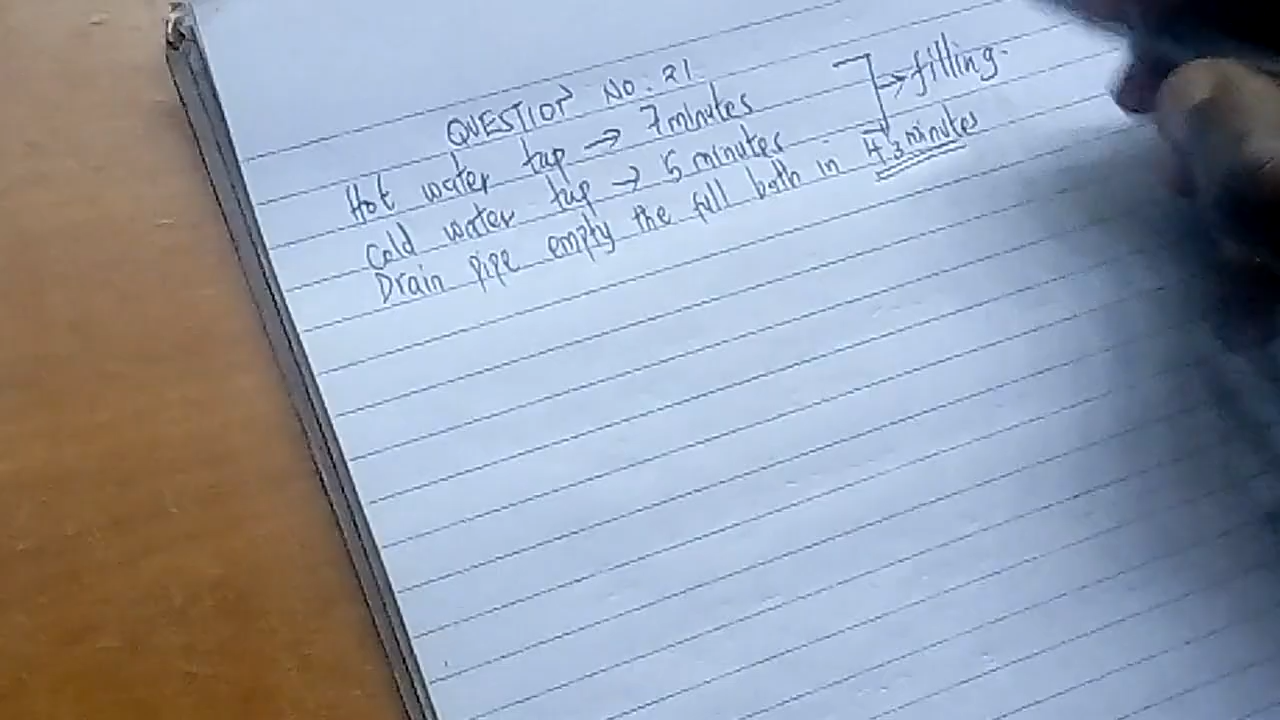 QUESTION No. 21
Hot water tap → 7 minutes
Cold water tap → 5 minutes
→ filling.
Drain pipe empty the full bath in 4.3 minutes